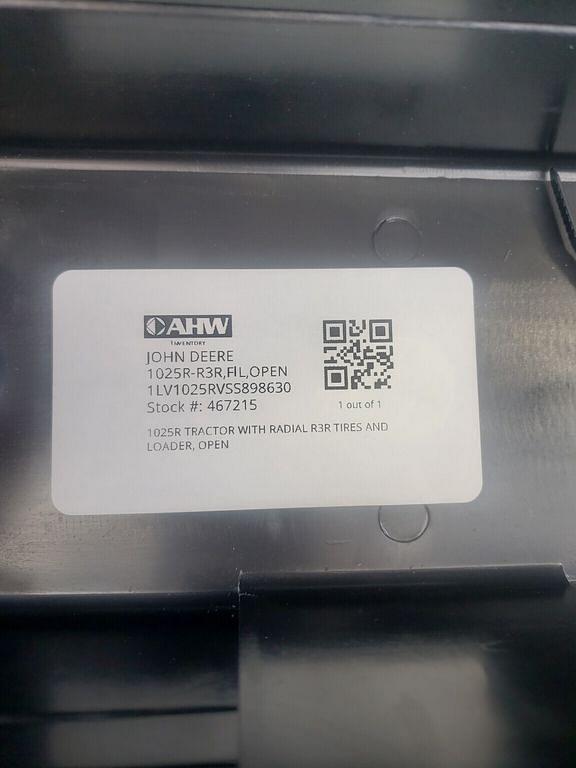 AHW
INVENTORY
JOHN DEERE
1025R-R3R,FIL,OPEN
1LV1025RVSS898630
Stock #: 467215
1 out of 1
1025R TRACTOR WITH RADIAL R3R TIRES AND
LOADER, OPEN